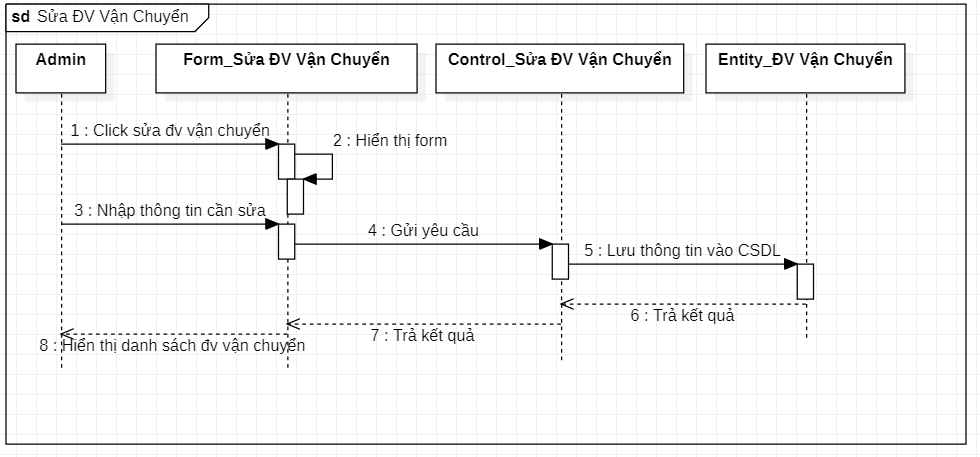 sd Sửa ĐV Vận Chuyển
Admin
Form_Sửa ĐV Vận Chuyển
Control_Sửa ĐV Vận Chuyển
Entity_ĐV Vận Chuyển
1 : Click sửa đv vận chuyển
2 : Hiển thị form
3 : Nhập thông tin cần sửa
4 : Gửi yêu cầu
5 : Lưu thông tin vào CSDL
6 : Trả kết quả
7 : Trả kết quả
8 : Hiển thị danh sách đv vận chuyển